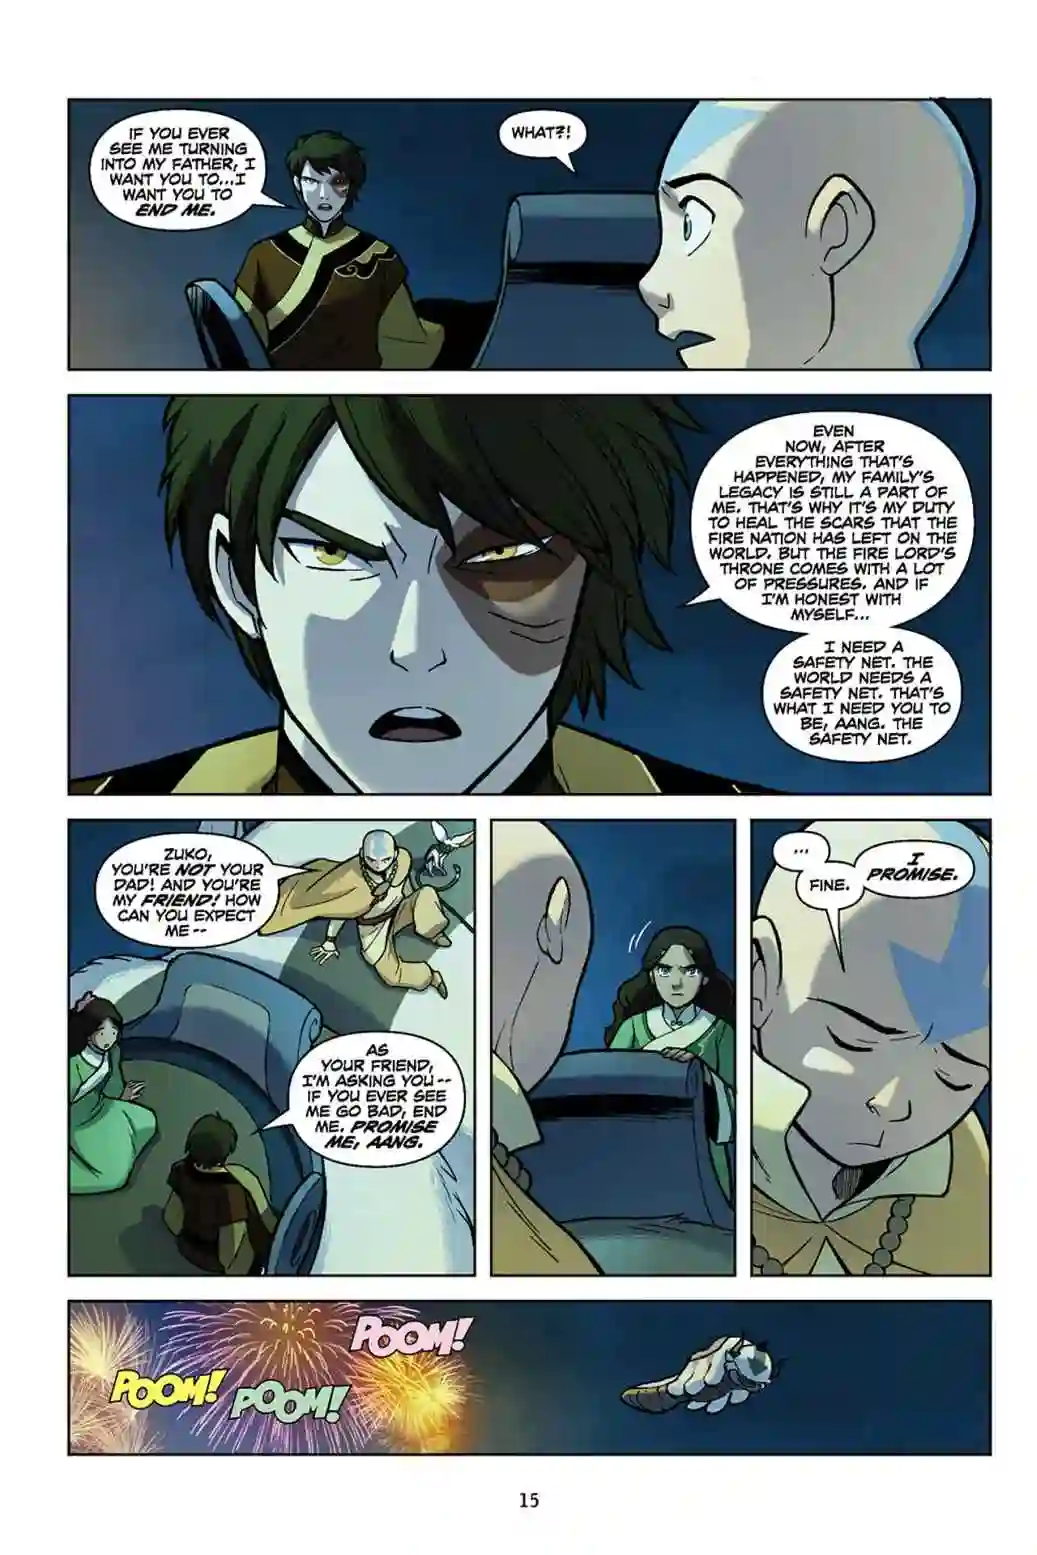 IF YOU EVER
SEE ME TURNING
INTO MY FATHER, I
WANT YOU TO...I
WANT YOU TO
END ME.
WHAT?!
EVEN
NOW, AFTER
EVERYTHING THAT'S
HAPPENED, MY FAMILY'S
LEGACY IS STILL A PART OF
ME. THAT'S WHY IT'S MY DUTY
TO HEAL THE SCARS THAT THE
FIRE NATION HAS LEFT ON THE
WORLD. BUT THE FIRE LORD'S
THRONE COMES WITH A LOT
OF PRESSURES. AND IF
I'M HONEST WITH
MYSELF...
I NEED A
SAFETY NET. THE
WORLD NEEDS A
SAFETY NET. THAT'S
WHAT I NEED YOU TO
BE, AANG. THE
SAFETY NET.
ZUKO,
YOU'RE NOT YOUR
DAD! AND YOU'RE
MY FRIEND! HOW
CAN YOU EXPECT
ME --
AS
YOUR FRIEND,
I'M ASKING YOU --
IF YOU EVER SEE
ME GO BAD, END
ME. PROMISE
ME, AANG.
...
FINE.
I
PROMISE.
POOM!
POOM!
POOM!
15